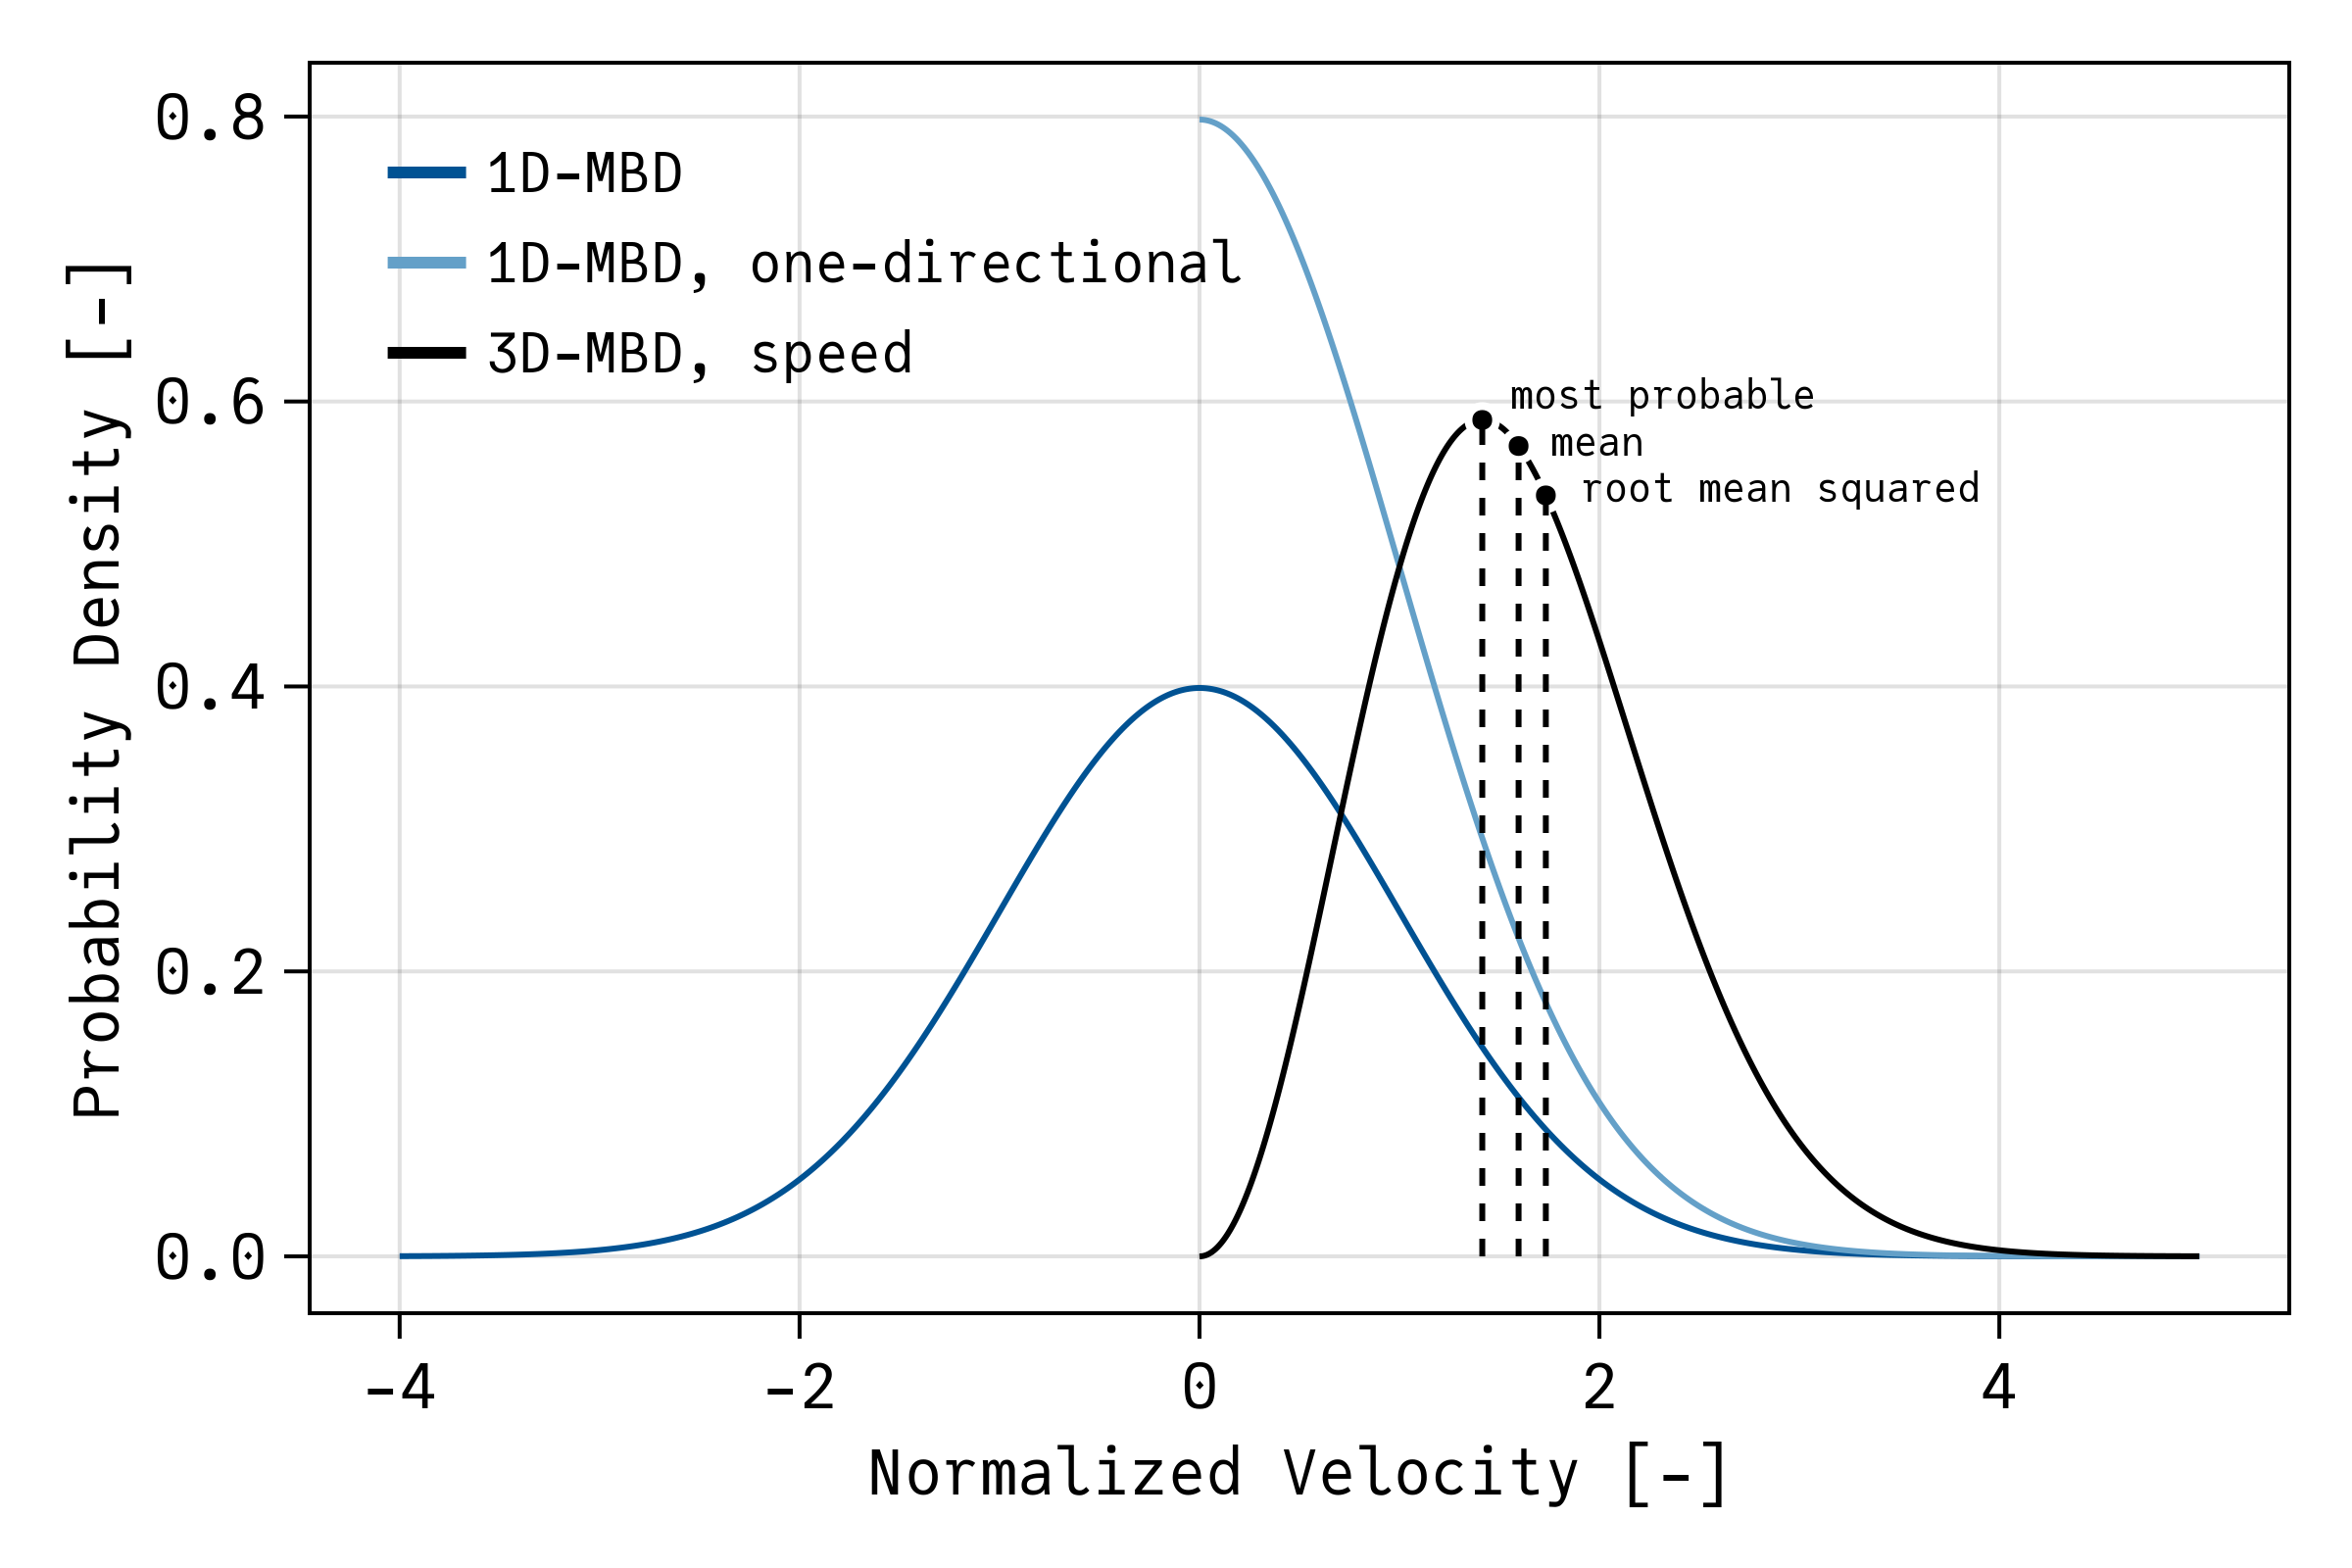 Probability Density [-]
0.8
0.6
0.4
0.2
0.0
1D-MBD
1D-MBD, one-directional
3D-MBD, speed
most probable
mean
root mean squared
-4 -2 0 2 4
Normalized Velocity [-]